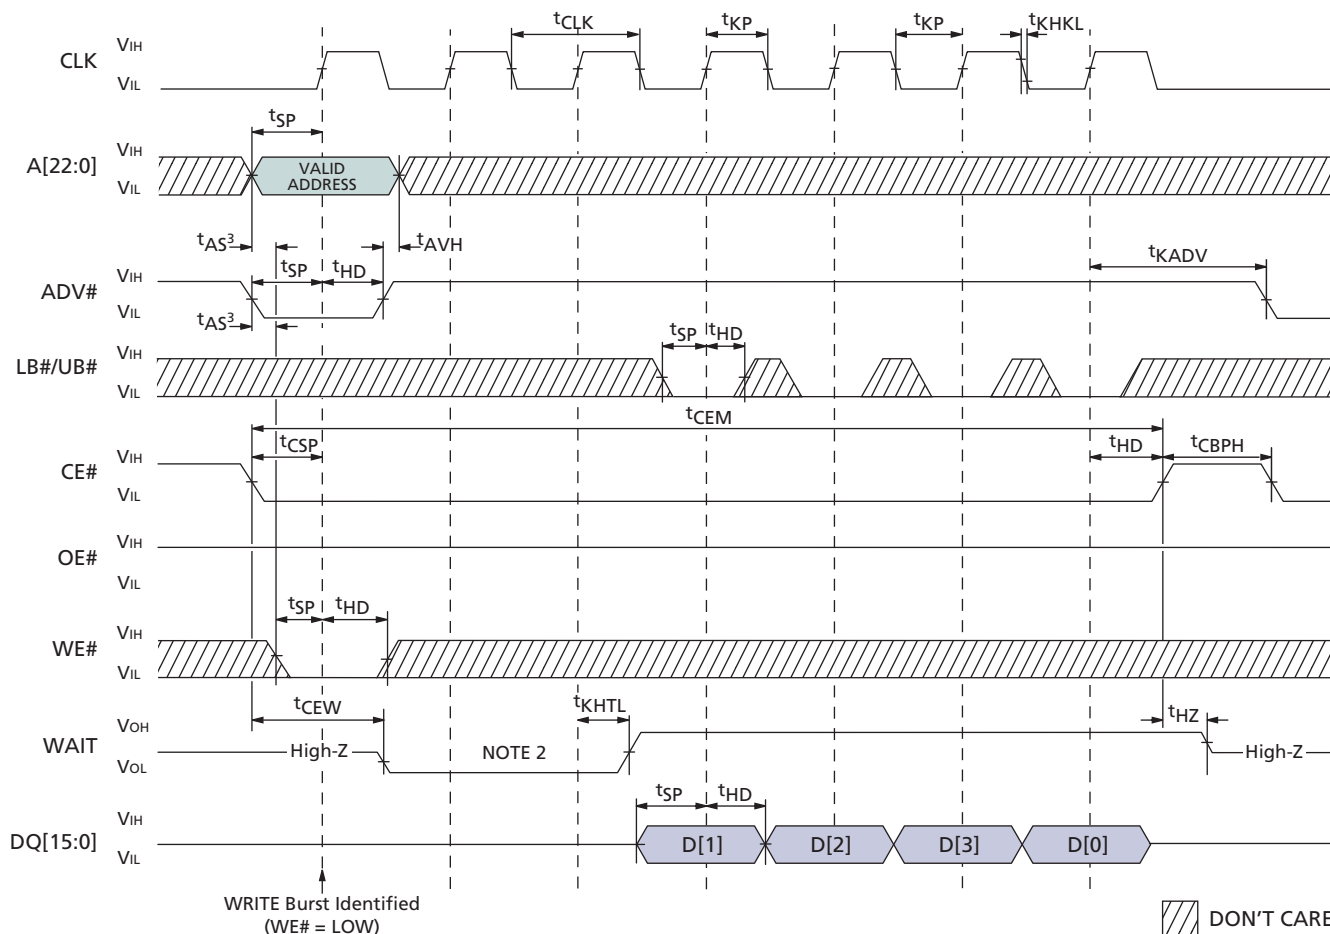 tCLK tKP tKP tKHKL
CLK VIH
VIL
tSP
A[22:0] VIH
VIL
VALID
ADDRESS
tAS3 tAVH
tSP tHD tKADV
ADV# VIH
VIL
tAS3
tSP tHD
LB#/UB# VIH
VIL
tCEM
tCSP tHD tCBPH
CE# VIH
VIL
OE# VIH
VIL
tSP tHD
WE# VIH
VIL
tCEW tKHTL tHZ
WAIT VOH
VOL
High-Z NOTE 2 High-Z
tSP tHD
DQ[15:0] VIH
VIL
D[1] D[2] D[3] D[0]
WRITE Burst Identified
(WE# = LOW)
DON'T CARE